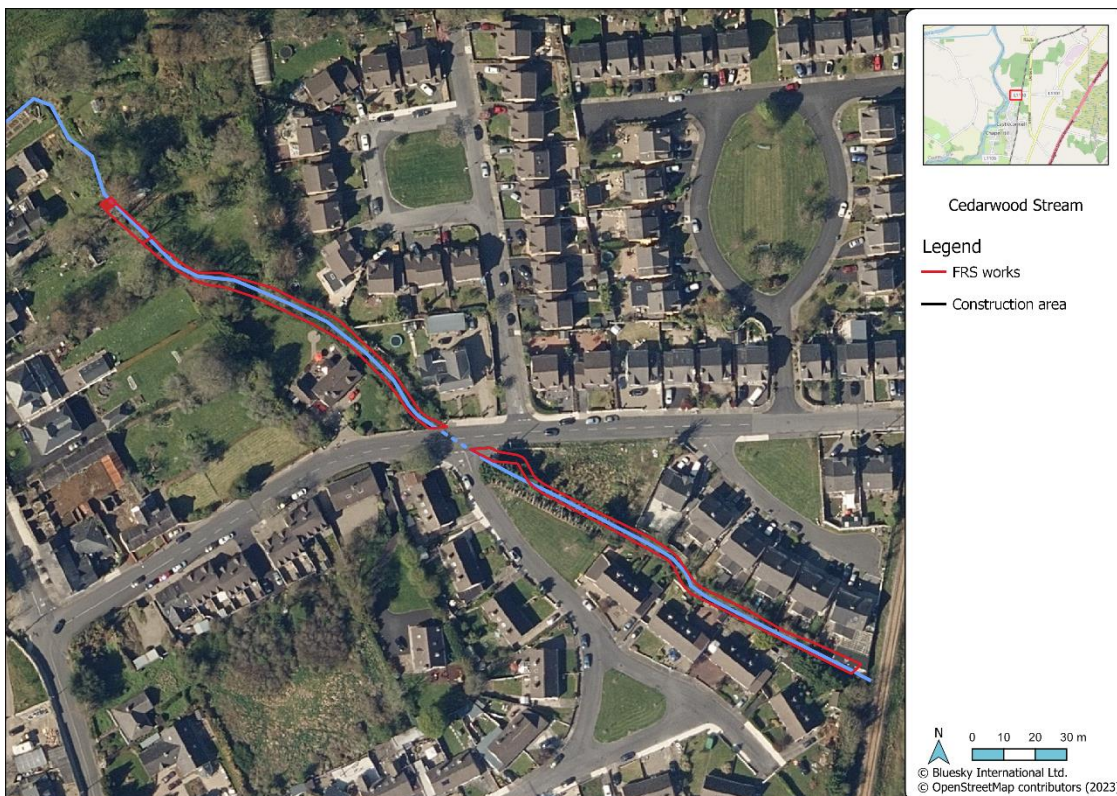 Cedarwood Stream
Legend
FRS works
Construction area
N
0 10 20 30 m
© Bluesky International Ltd.
© OpenStreetMap contributors (2023